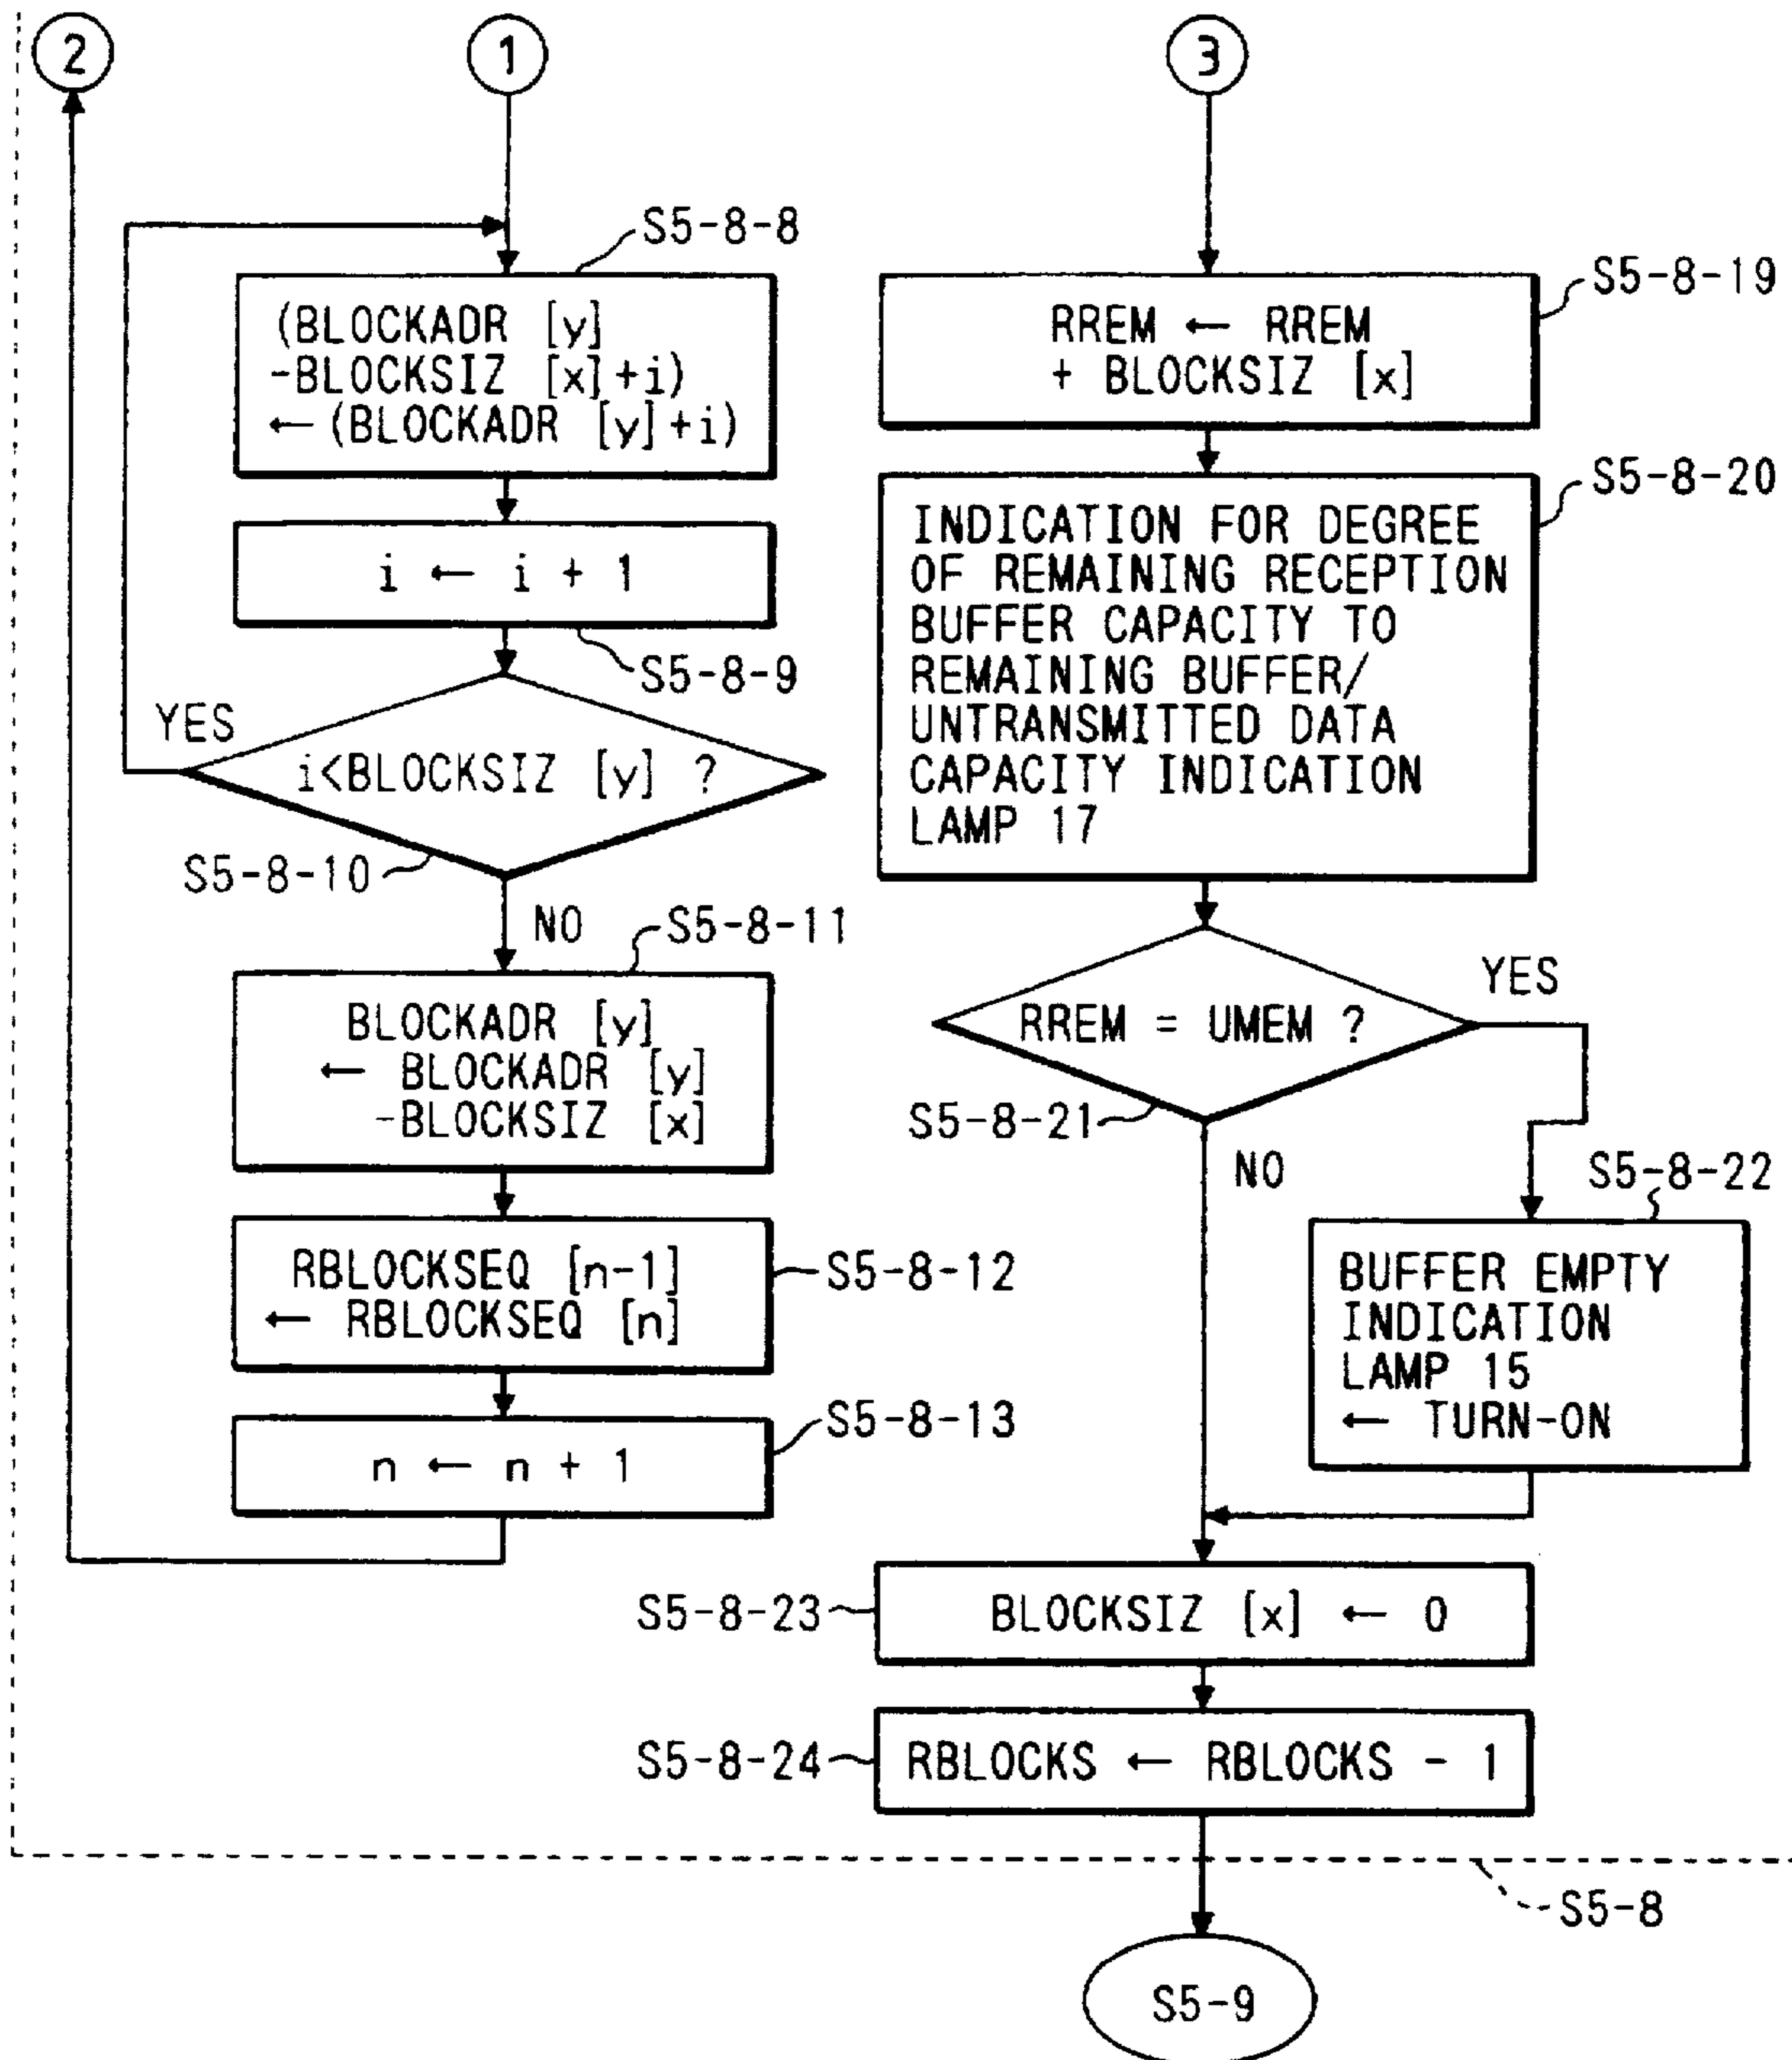 2
1
3
S5-8-8
(BLOCKADR [y]
-BLOCKSIZ [x]+i)
← (BLOCKADR [y]+i)
i ← i + 1
S5-8-9
YES
i<BLOCKSIZ [y] ?
S5-8-10
NO
S5-8-11
BLOCKADR [y]
← BLOCKADR [y]
-BLOCKSIZ [x]
RBLOCKSEQ [n-1]
← RBLOCKSEQ [n]
S5-8-12
S5-8-13
n ← n + 1
S5-8-19
RREM ← RREM
+ BLOCKSIZ [x]
S5-8-20
INDICATION FOR DEGREE
OF REMAINING RECEPTION
BUFFER CAPACITY TO
REMAINING BUFFER/
UNTRANSMITTED DATA
CAPACITY INDICATION
LAMP 17
YES
RREM = UMEM ?
S5-8-21
NO
S5-8-22
BUFFER EMPTY
INDICATION
LAMP 15
← TURN-ON
S5-8-23
BLOCKSIZ [x] ← 0
S5-8-24
RBLOCKS ← RBLOCKS - 1
S5-8
S5-9